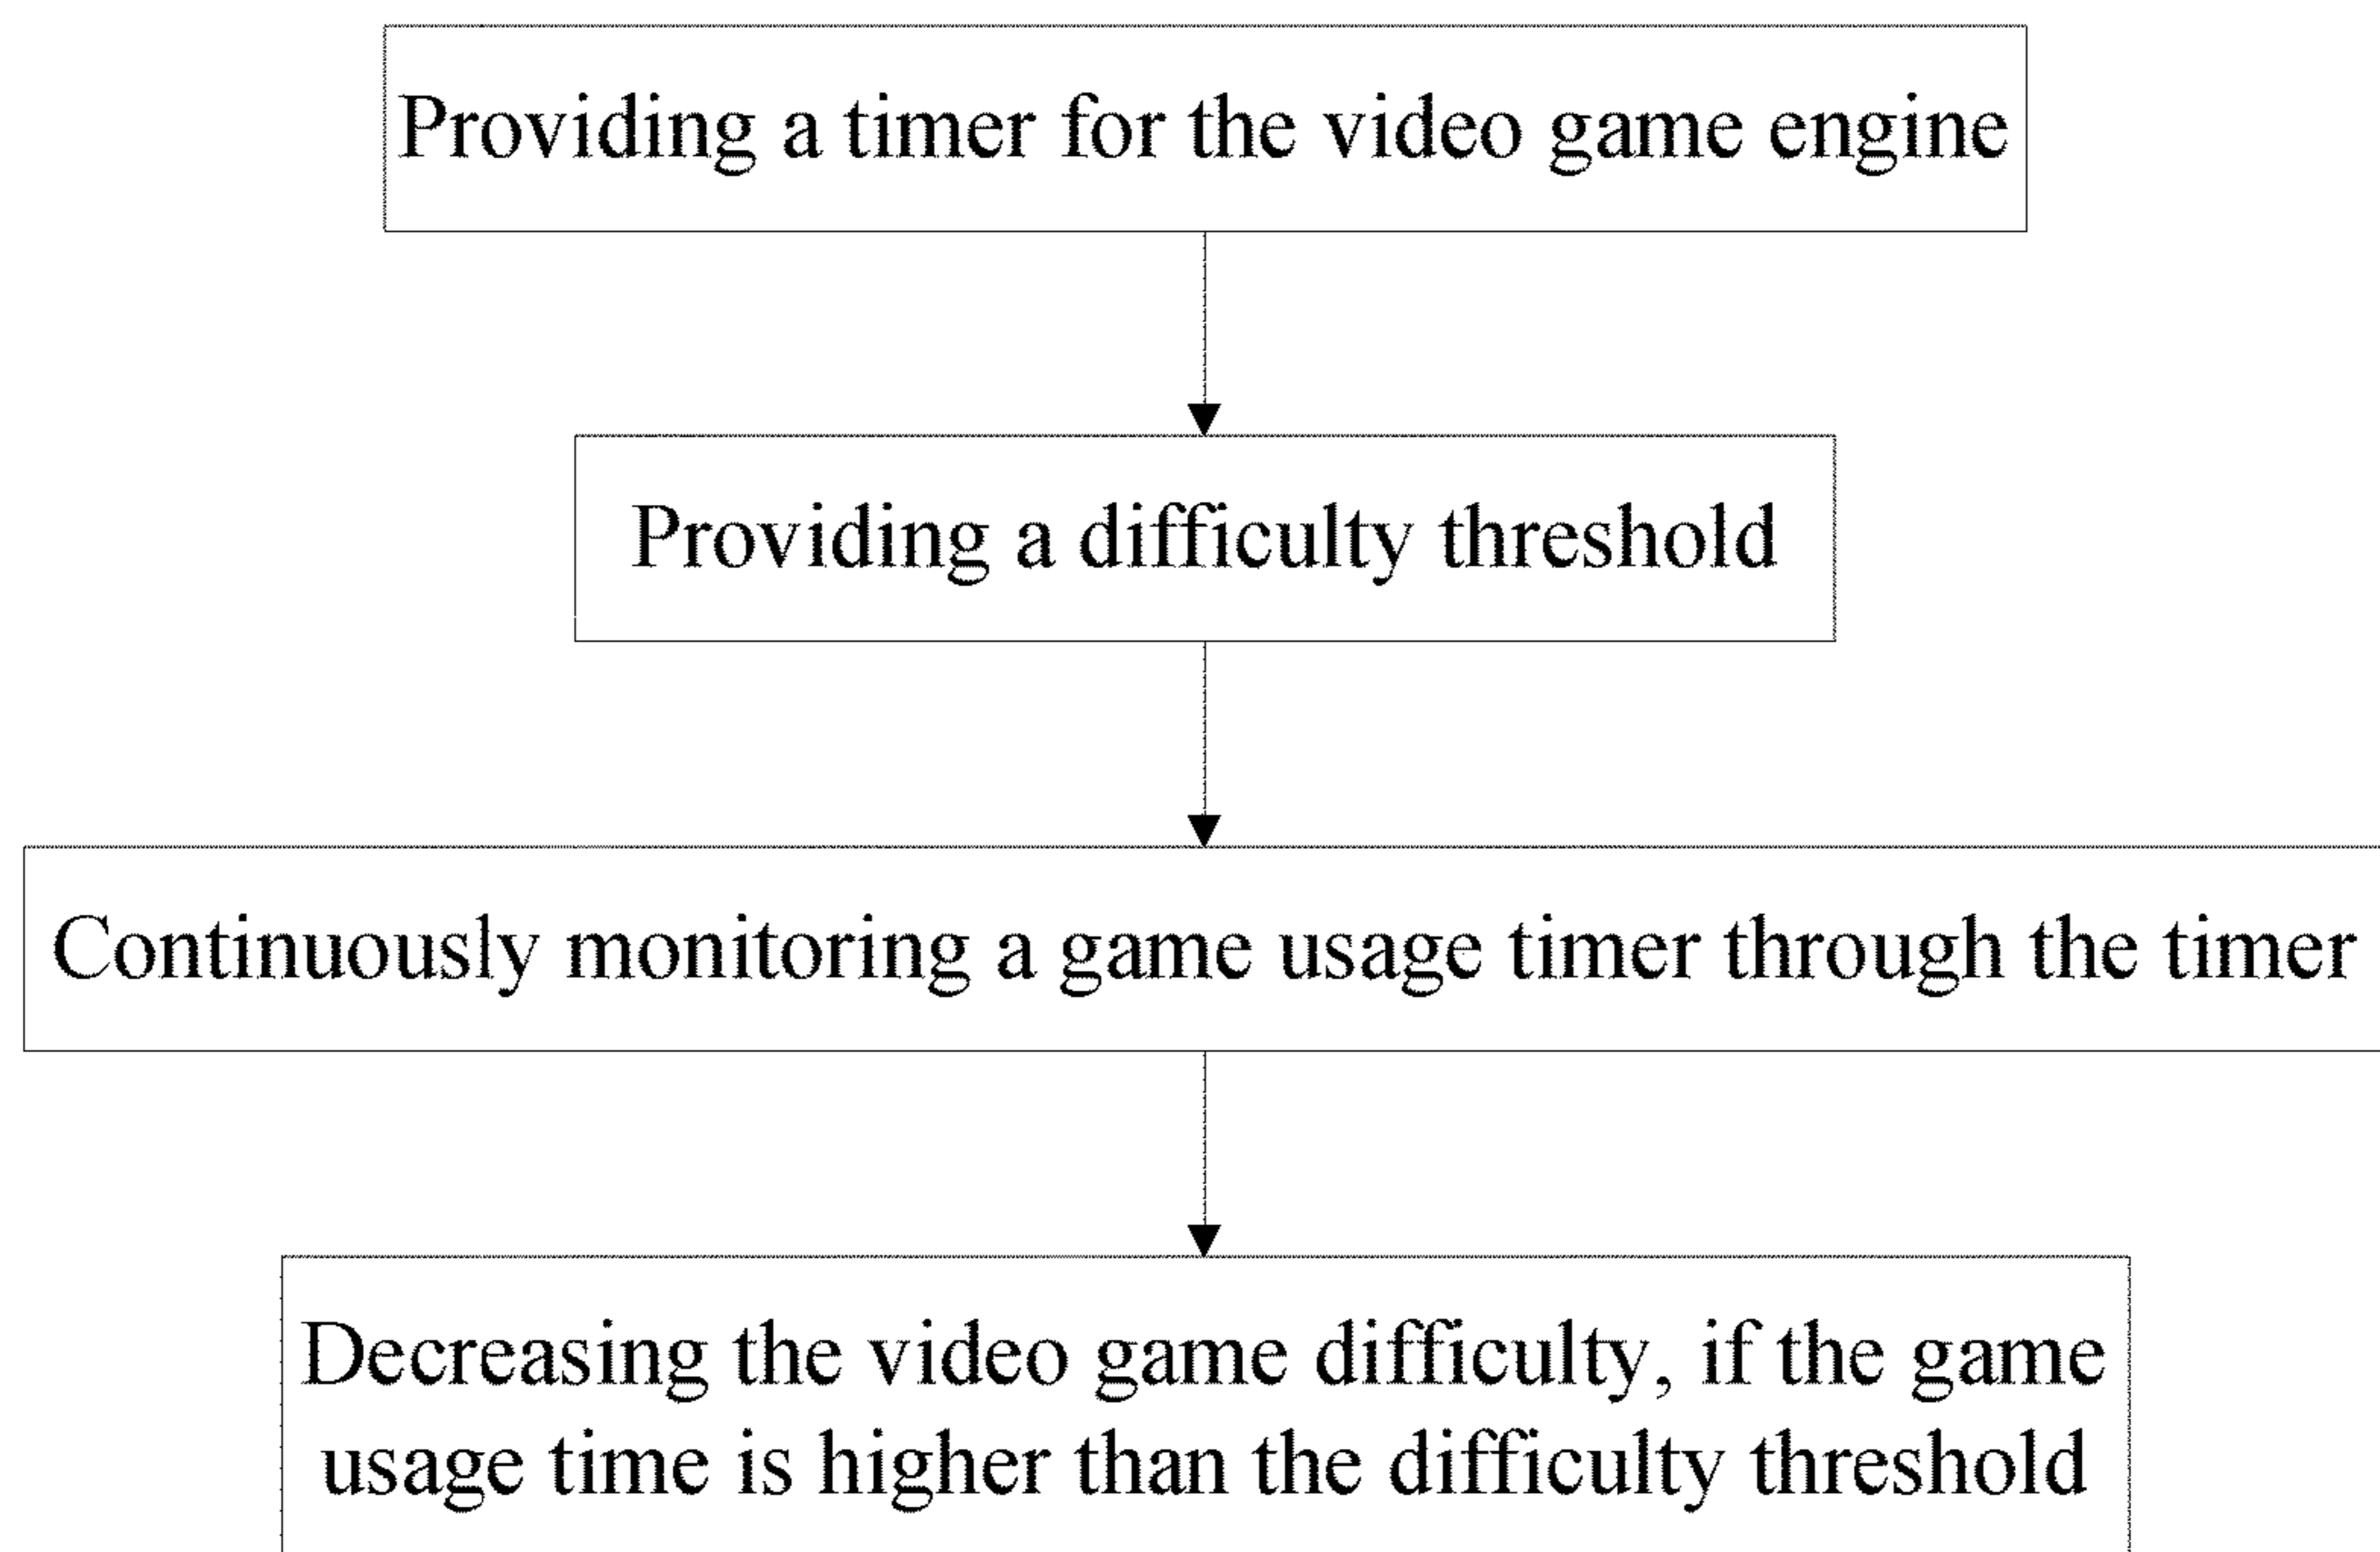 Providing a timer for the video game engine
Providing a difficulty threshold
Continuously monitoring a game usage timer through the timer
Decreasing the video game difficulty, if the game
usage time is higher than the difficulty threshold